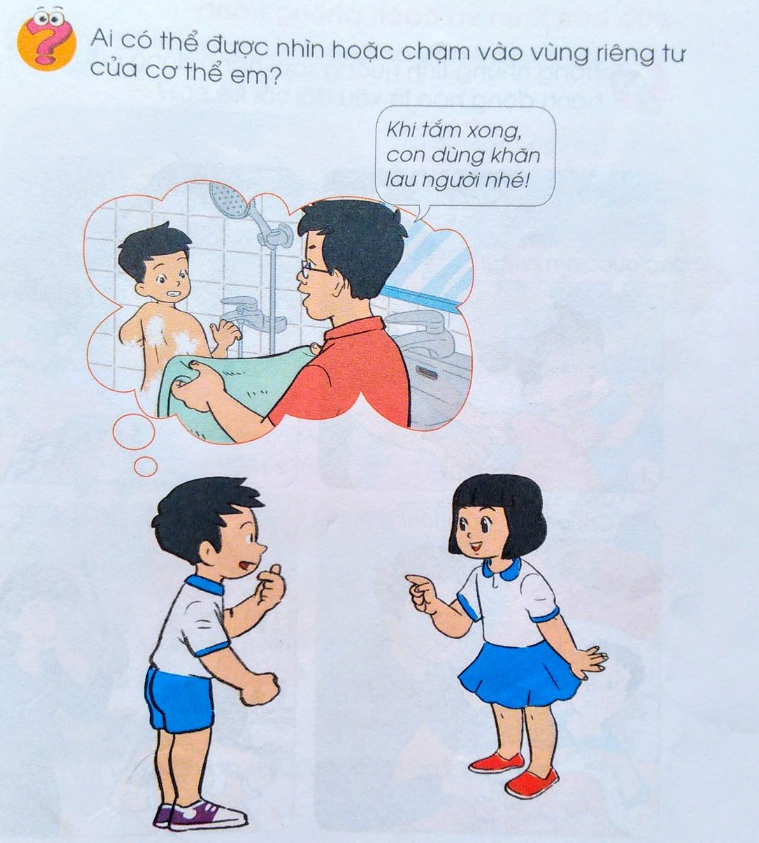 ?
Ai có thể được nhìn hoặc chạm vào vùng riêng tư
của cơ thể em?
Khi tắm xong,
con dùng khăn
lau người nhé!